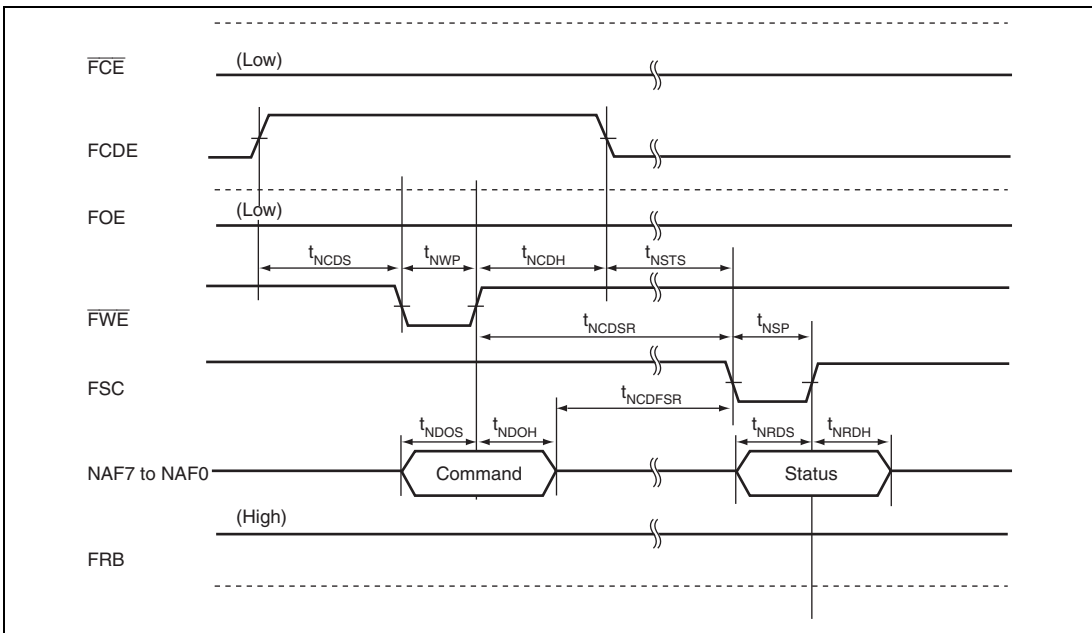 FCE (Low)
FCDE
FOE (Low)
tNCDS tNWP tNCDH tNSTS
FWE
tNCDSR tNSP
FSC
tNCDFSR
tNDOS tNDOH tNRDS tNRDH
NAF7 to NAF0 Command Status
(High)
FRB